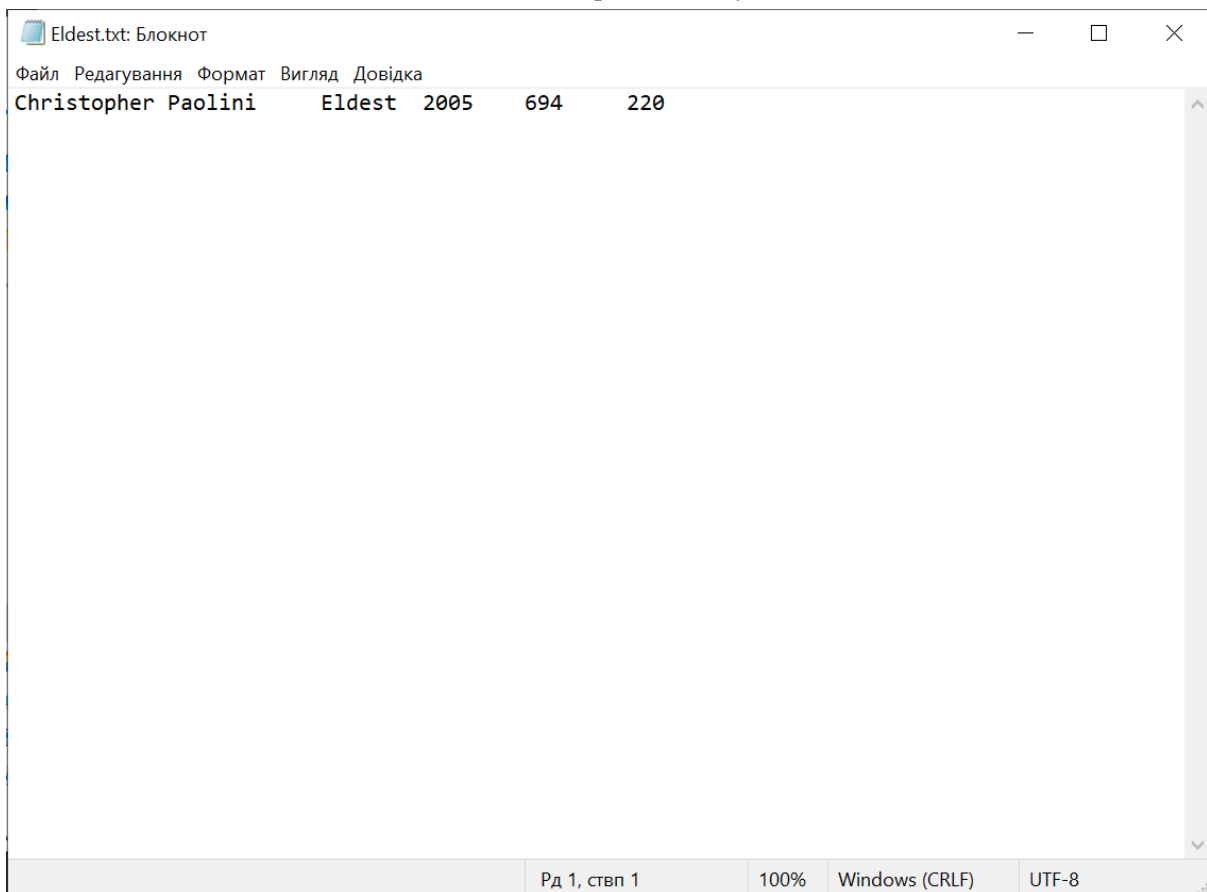 Eldest.txt: Блокнот
Файл Редагування Формат Вигляд Довідка
Christopher Paolini Eldest 2005 694 220
Рд 1, ствп 1 100% Windows (CRLF) UTF-8